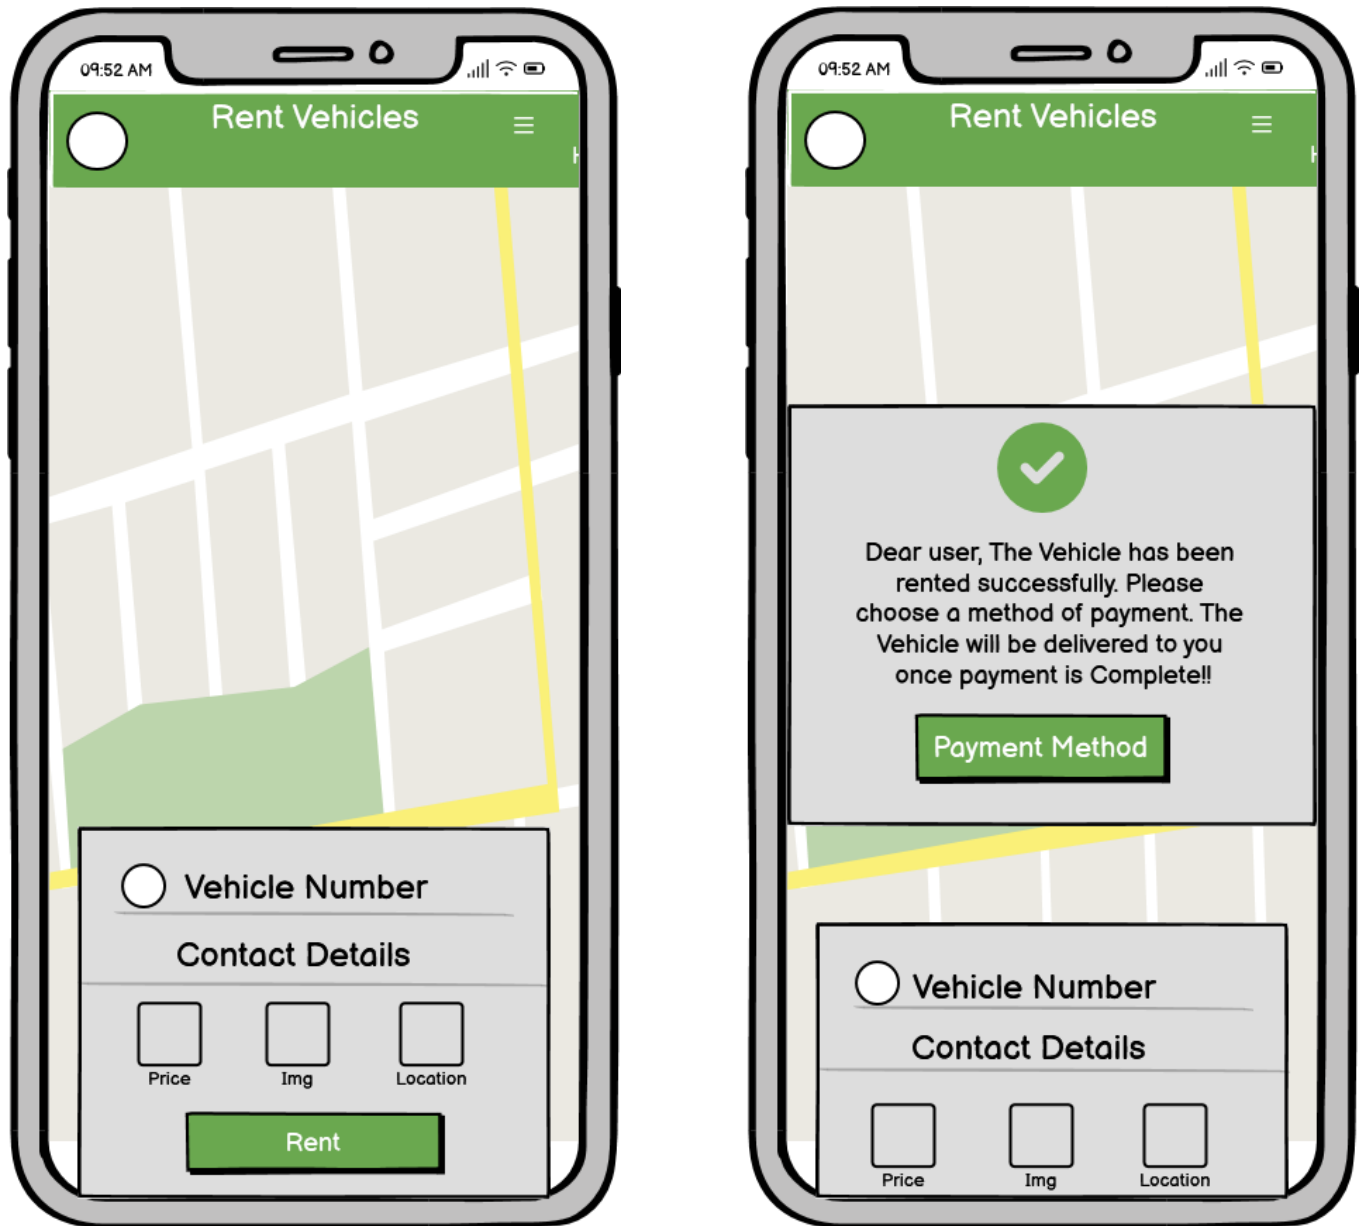 09:52 AM
Rent Vehicles
Vehicle Number
Contact Details
Price
Img
Location
Rent
09:52 AM
Rent Vehicles
Dear user, The Vehicle has been
rented successfully. Please
choose a method of payment. The
Vehicle will be delivered to you
once payment is Complete!!
Payment Method
Vehicle Number
Contact Details
Price
Img
Location